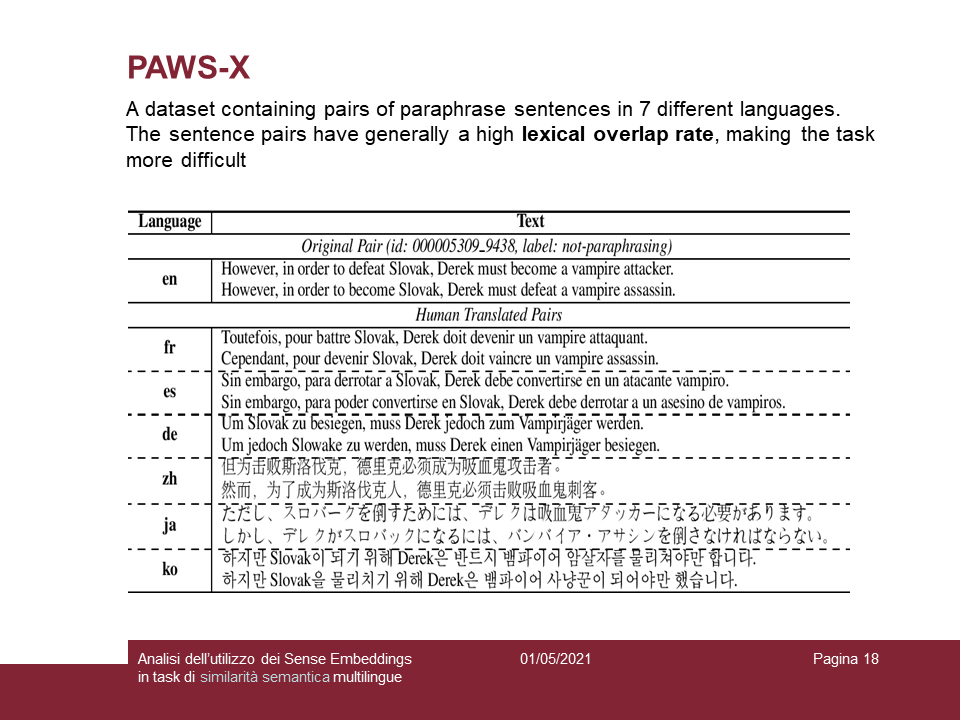 PAWS-X
A dataset containing pairs of paraphrase sentences in 7 different languages.
The sentence pairs have generally a high lexical overlap rate, making the task
more difficult
Language Text
Original Pair (id: 000005309_9438, label: not-paraphrasing)
en
However, in order to defeat Slovak, Derek must become a vampire attacker.
However, in order to become Slovak, Derek must defeat a vampire assassin.
Human Translated Pairs
fr
Toutefois, pour battre Slovak, Derek doit devenir un vampire attaquant.
Cependant, pour devenir Slovak, Derek doit vaincre un vampire assassin.
es
Sin embargo, para derrotar a Slovak, Derek debe convertirse en un atacante vampiro.
Sin embargo, para poder convertirse en Slovak, Derek debe derrotar a un asesino de vampiros.
de
Um Slovak zu besiegen, muss Derek jedoch zum Vampirjäger werden.
Um jedoch Slowake zu werden, muss Derek einen Vampirjäger besiegen.
zh
但为击败斯洛伐克，德里克必须成为吸血鬼攻击者。
然而，为了成为斯洛伐克人，德里克必须击败吸血鬼刺客。
ja
ただし、スロバークを倒すためには、デレクは吸血鬼アタッカーになる必要があります。
しかし、デレクがスロバックになるには、バンパイア・アサシンを倒さなければならない。
ko
하지만 Slovak이 되기 위해 Derek은 반드시 뱀파이어 암살자를 물리쳐야만 합니다.
하지만 Slovak을 물리치기 위해 Derek은 뱀파이어 사냥꾼이 되어야만 했습니다.
Analisi dell’utilizzo dei Sense Embeddings
in task di similarità semantica multilingue
01/05/2021
Pagina 18